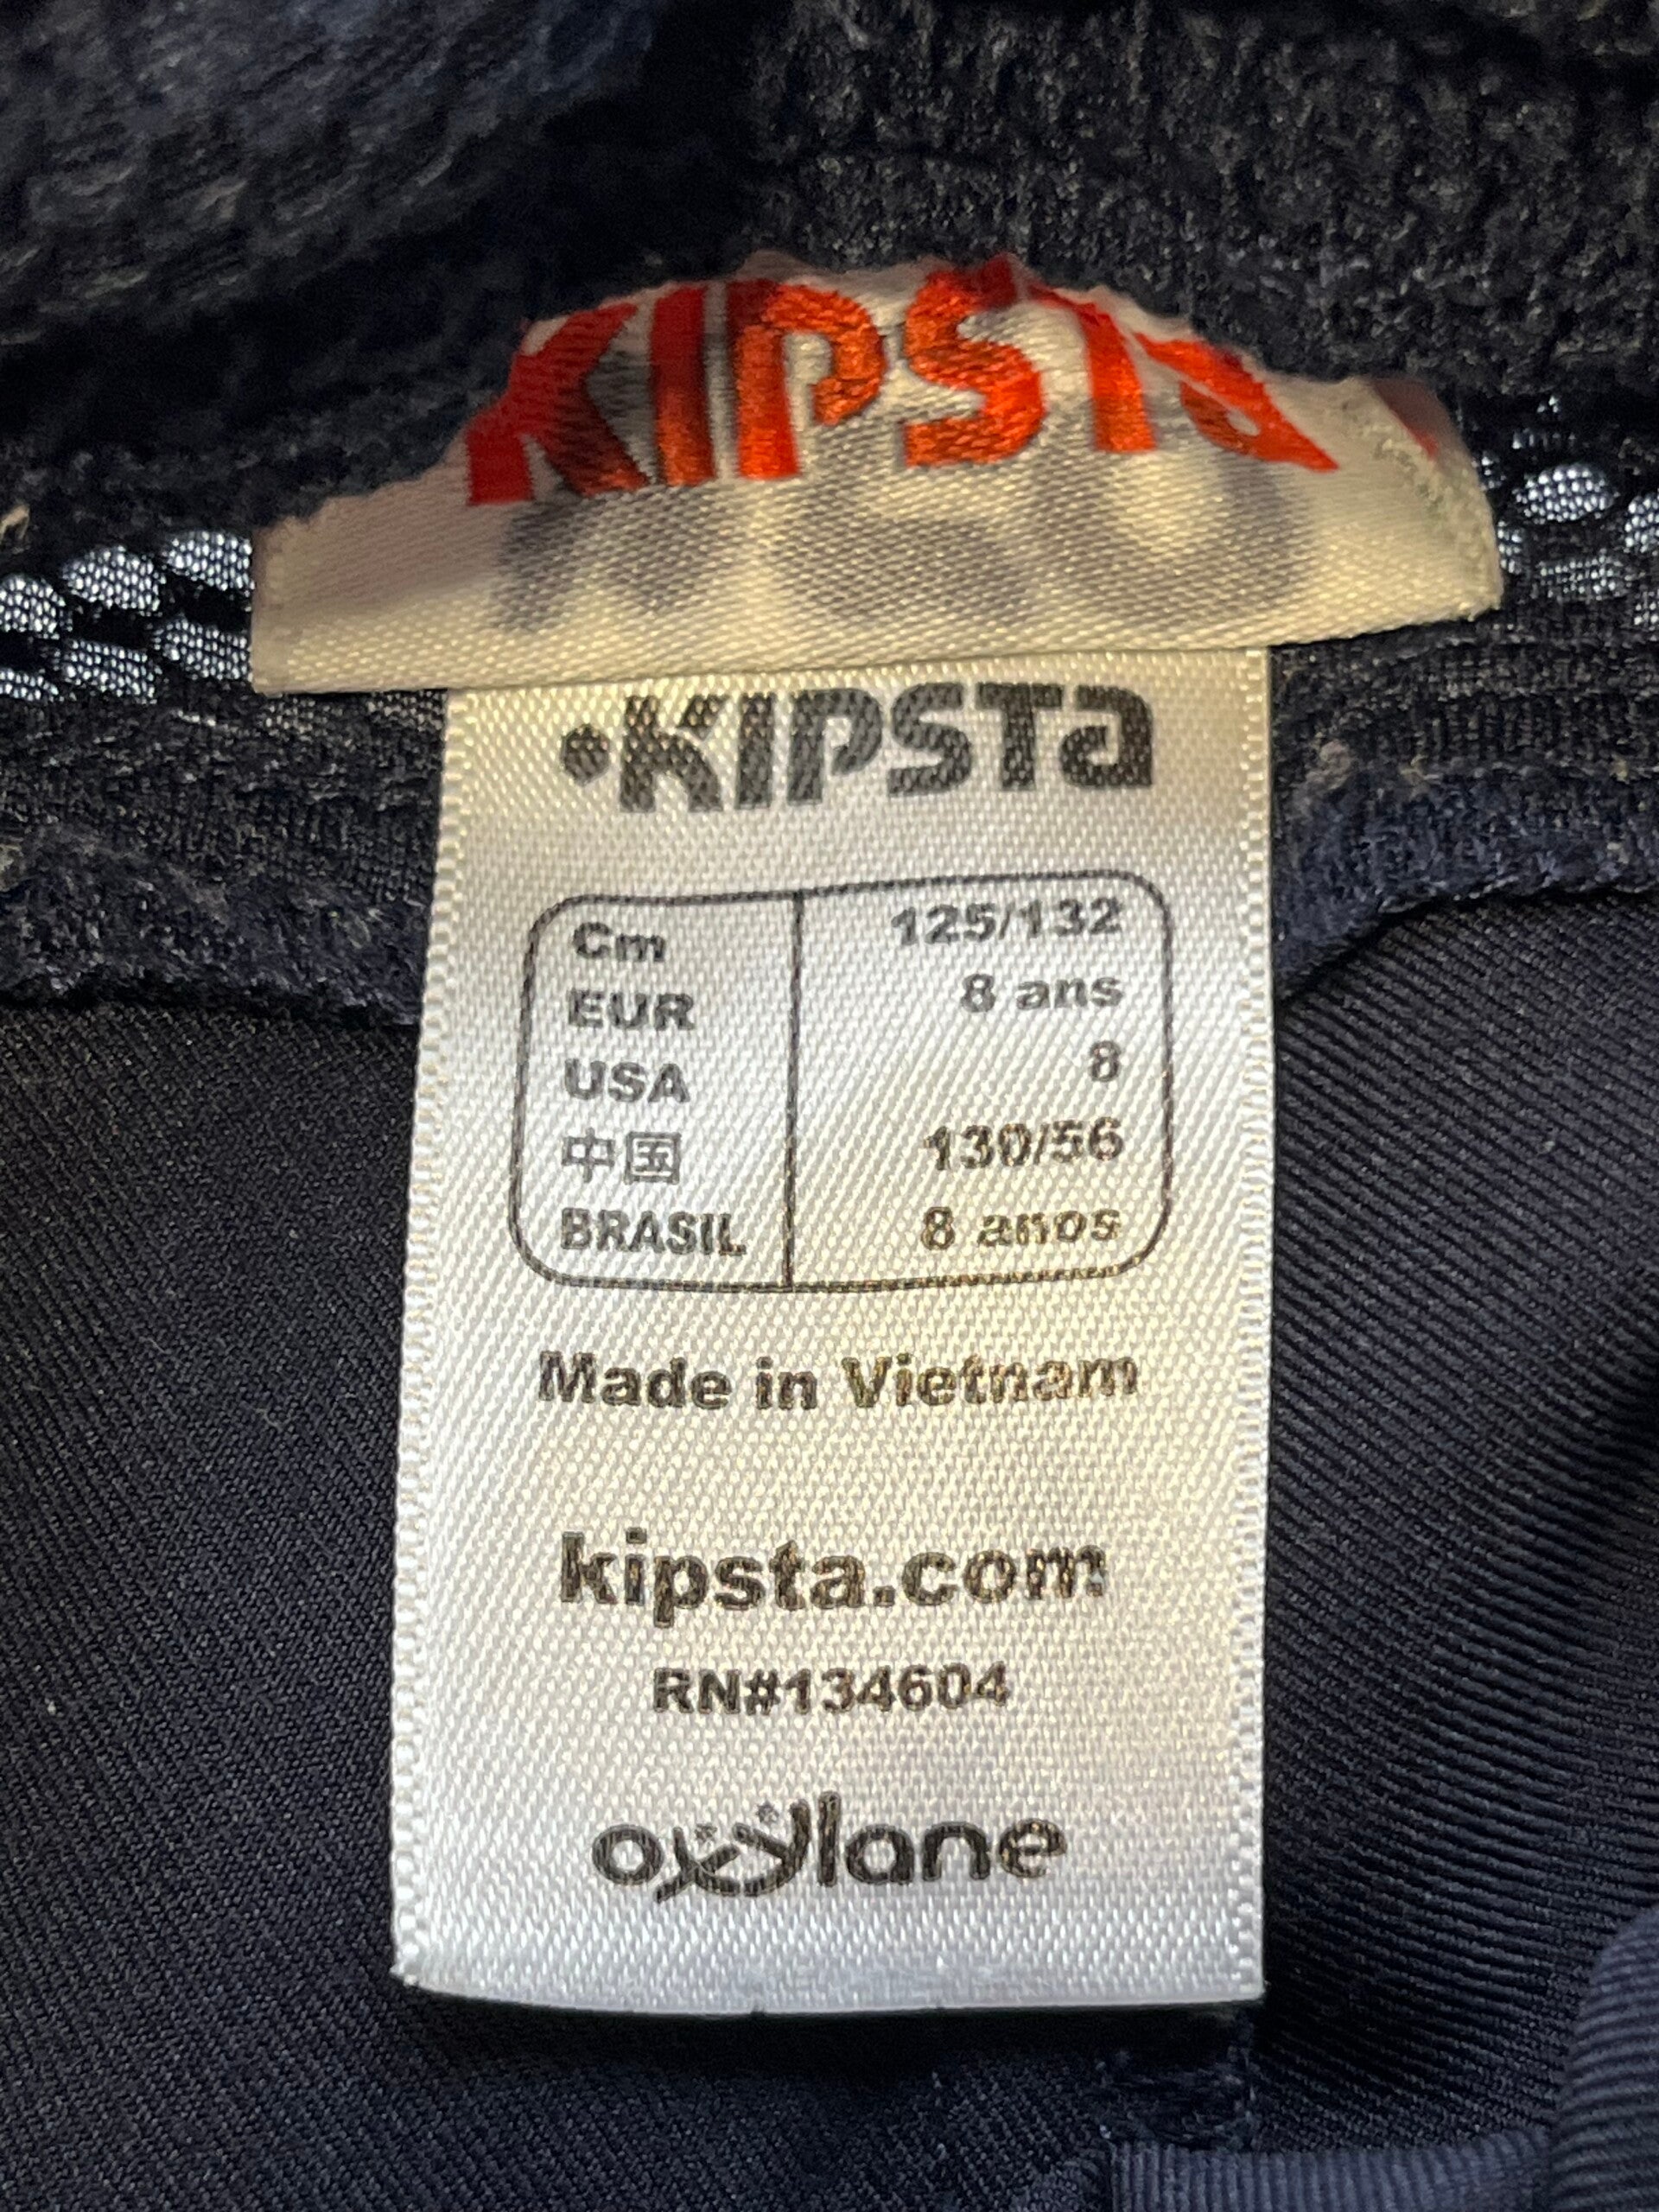 KIPSTA
KIPSTA
Cm 125/132
EUR 8 ans
USA 8
中国 130/56
BRASIL 8 anos
Made in Vietnam
kipsta.com
RN#134604
oxylane